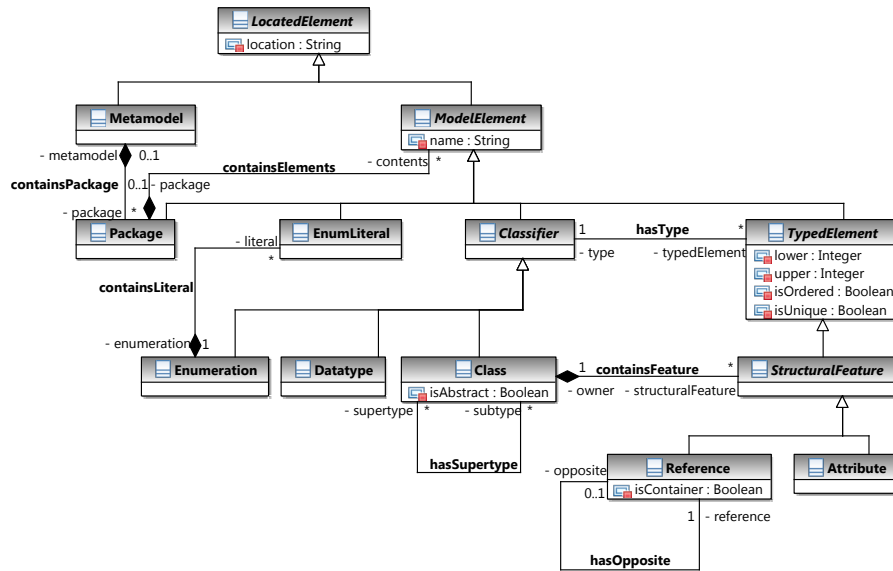 LocatedElement
location : String
Metamodel
ModelElement
name : String
- metamodel
0..1
- contents
*
containsElements
containsPackage
0..1
- package
- package
*
Package
EnumLiteral
Classifier
1
hasType
*
TypedElement
- literal
*
- type
- typedElement
lower : Integer
upper : Integer
isOrdered : Boolean
isUnique : Boolean
containsLiteral
- enumeration
1
Enumeration
Datatype
Class
isAbstract : Boolean
1
containsFeature
*
- owner
- structuralFeature
StructuralFeature
- supertype
*
- subtype
*
hasSupertype
- opposite
0..1
Reference
isContainer : Boolean
Attribute
1
- reference
hasOpposite